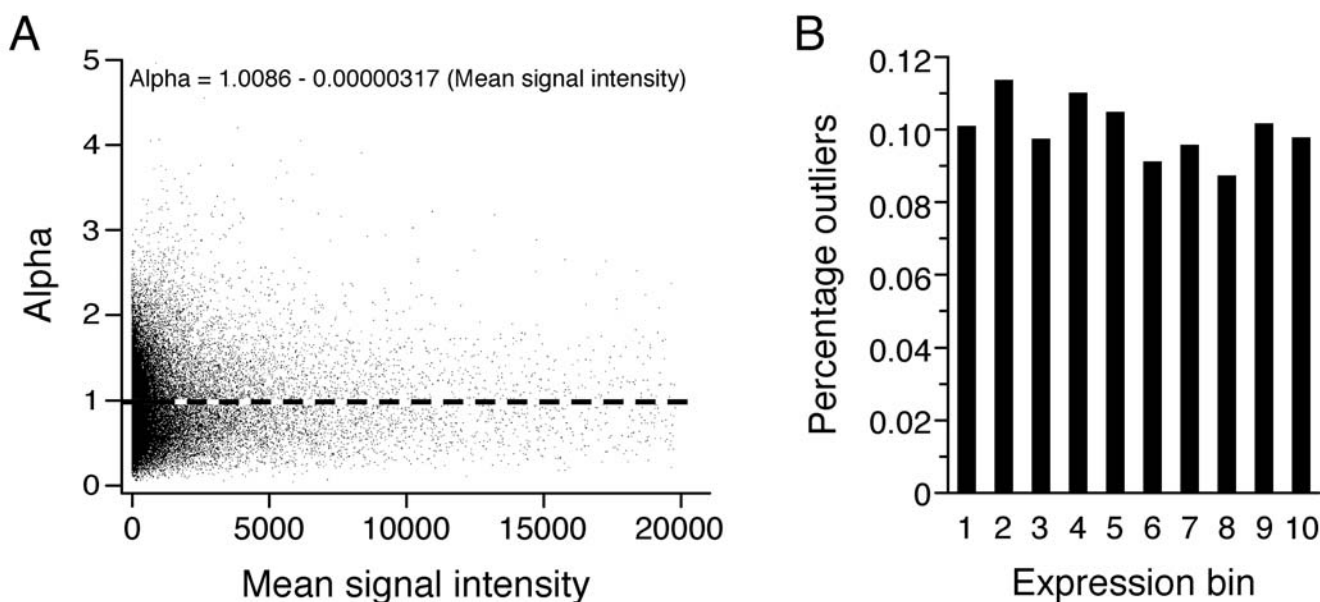 A
Alpha = 1.0086 - 0.00000317 (Mean signal intensity)
5
4
3
2
1
0
Alpha
0 5000 10000 15000 20000
Mean signal intensity
B
0.12
0.10
0.08
0.06
0.04
0.02
0
Percentage outliers
1 2 3 4 5 6 7 8 9 10
Expression bin